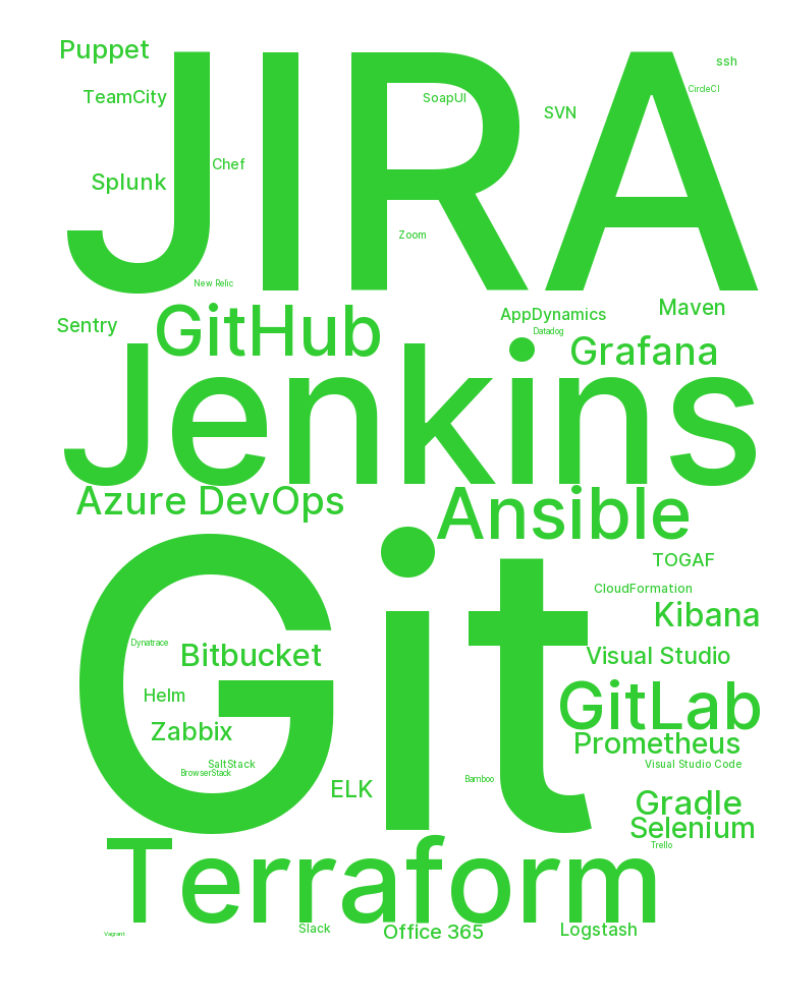 Puppet
JIRA
ssh
CircleCI
TeamCity
SoapUI
SVN
Chef
Splunk
Zoom
New Relic
Sentry
GitHub
AppDynamics
Maven
Datadog
Grafana
Jenkins
Azure DevOps
Ansible
Git
TOGAF
CloudFormation
Kibana
Dynatrace
Bitbucket
Visual Studio
Helm
GitLab
Zabbix
Prometheus
SaltStack
Visual Studio Code
BrowserStack
Bamboo
ELK
Gradle
Selenium
Trello
Terraform
Vagrant
Slack
Office 365
Logstash